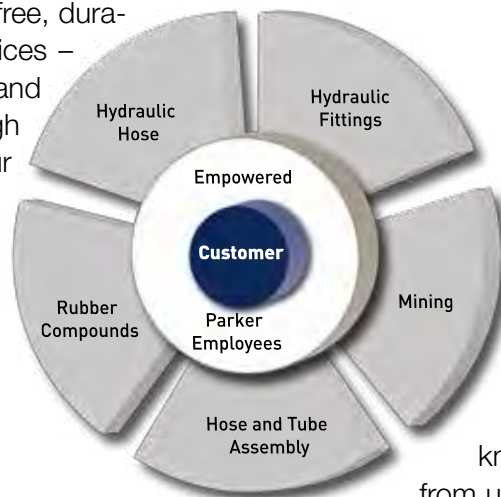 free, dura-
ices –
and
gh
ur
Hydraulic
Hose
Hydraulic
Fittings
Empowered
Customer
Parker
Employees
Rubber
Compounds
Mining
Hose and Tube
Assembly
kn
from u